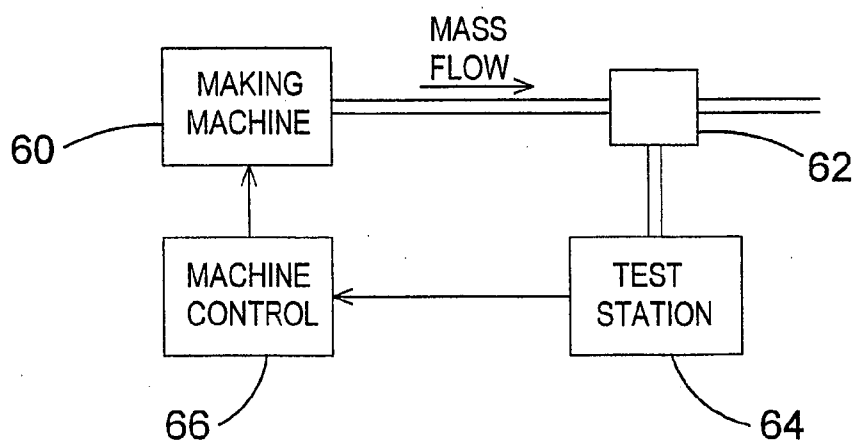 MASS
FLOW
MAKING
MACHINE
60
62
MACHINE
CONTROL
TEST
STATION
66
64